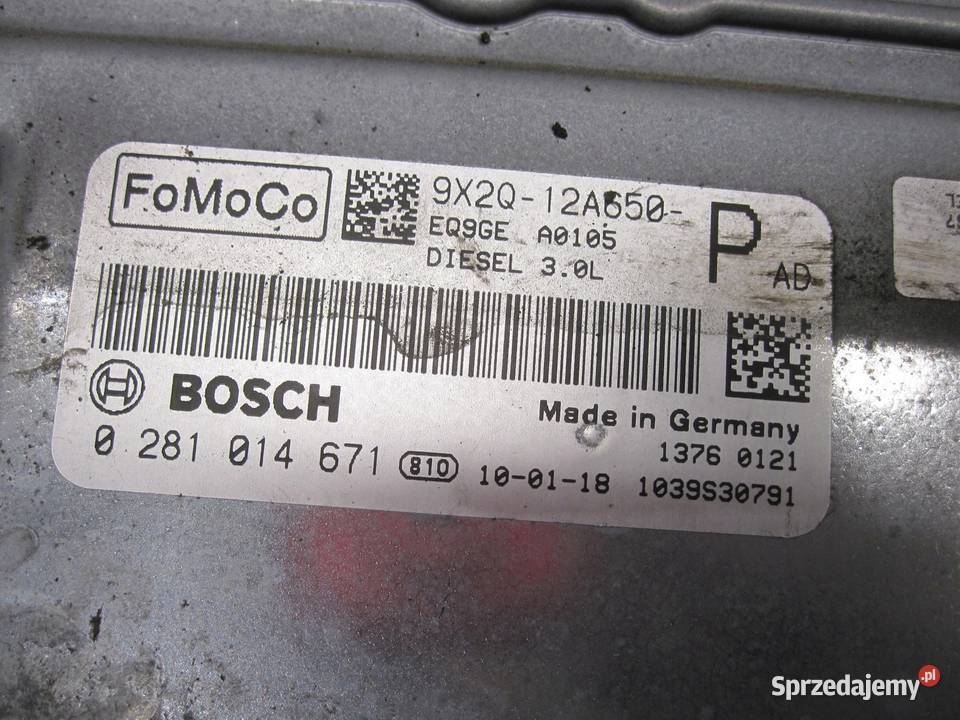 FoMoCo
9X2Q-12A650-
P
AD
EQ9GE A0105
DIESEL 3.0L
BOSCH
Made in Germany
0 281 014 671
810
10-01-18
1376 0121
1039S30791
Sprzedajemy.pl